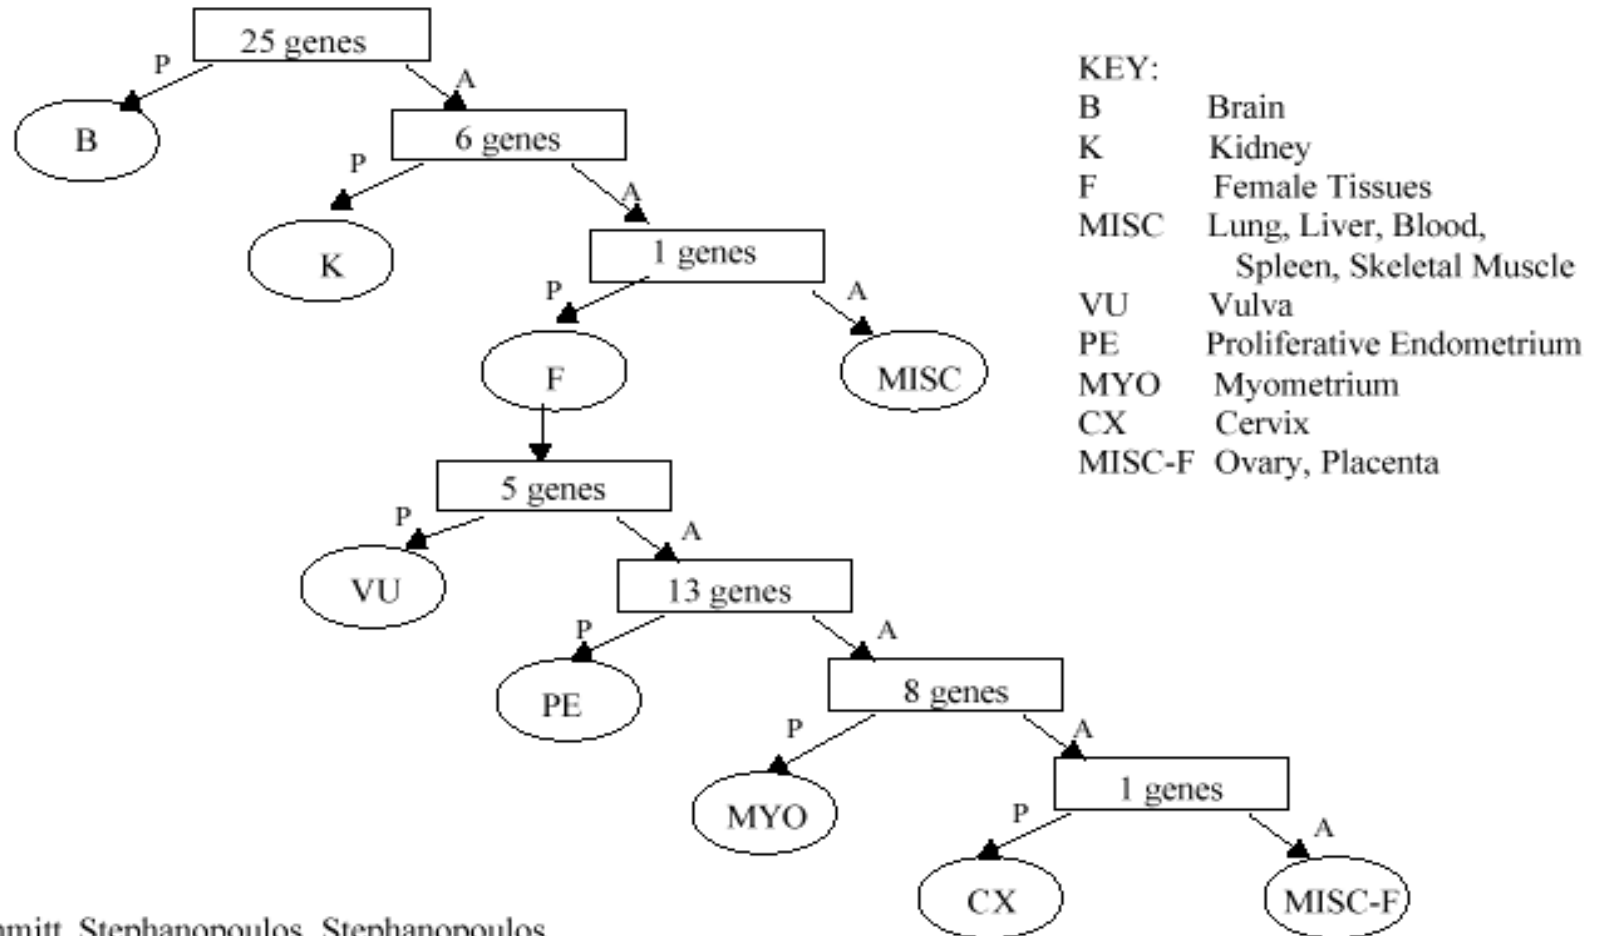 25 genes
P
A
B
6 genes
P
A
K
1 genes
P
A
F
MISC
5 genes
P
A
VU
13 genes
P
A
PE
8 genes
P
A
MYO
1 genes
P
A
CX
MISC-F
KEY:
B Brain
K Kidney
F Female Tissues
MISC Lung, Liver, Blood,
Spleen, Skeletal Muscle
VU Vulva
PE Proliferative Endometrium
MYO Myometrium
CX Cervix
MISC-F Ovary, Placenta
Stephanopoulos, Stephanopoulos